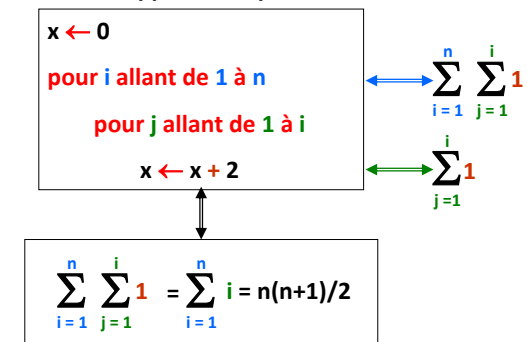 x ← 0
pour i allant de 1 à n
n i
∑ ∑ 1
i = 1 j = 1
pour j allant de 1 à i
x ← x + 2
i
∑ 1
j =1
n i n
∑ ∑ 1 = ∑ i = n(n+1)/2
i = 1 j = 1 i = 1